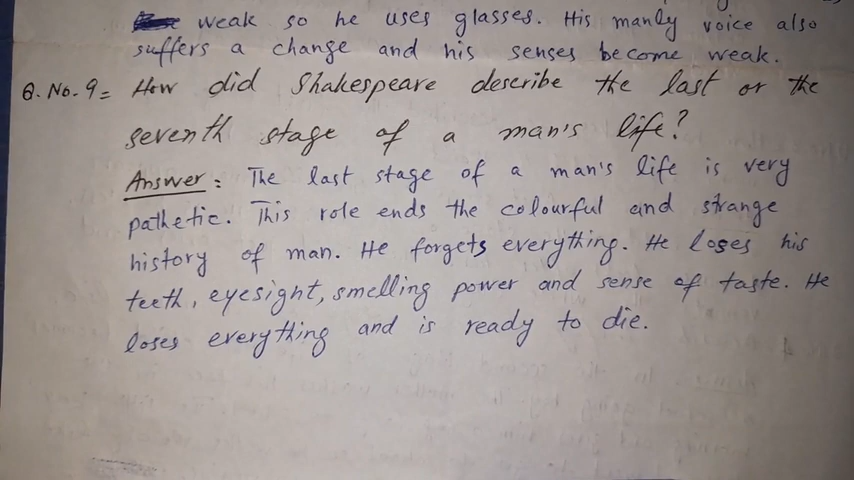 weak so he uses glasses. His manly voice also
suffers a change and his senses become weak.
Q. No. 9 = How did Shakespeare describe the last or the
seventh stage of a man's life?
Answer : The last stage of a man's life is very
pathetic. This role ends the colourful and strange
history of man. He forgets everything. He loses his
teeth, eyesight, smelling power and sense of taste. He
loses everything and is ready to die.